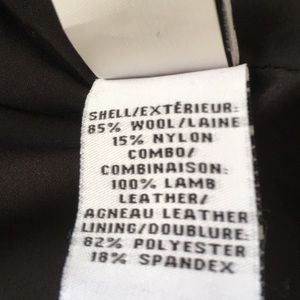 SHELL/EXTÉRIEUR:
85% WOOL/LAINE
15% NYLON
COMBO/
COMBINAISON:
100% LAMB
LEATHER/
AGNEAU LEATHER
LINING/DOUBLURE:
82% POLYESTER
18% SPANDEX